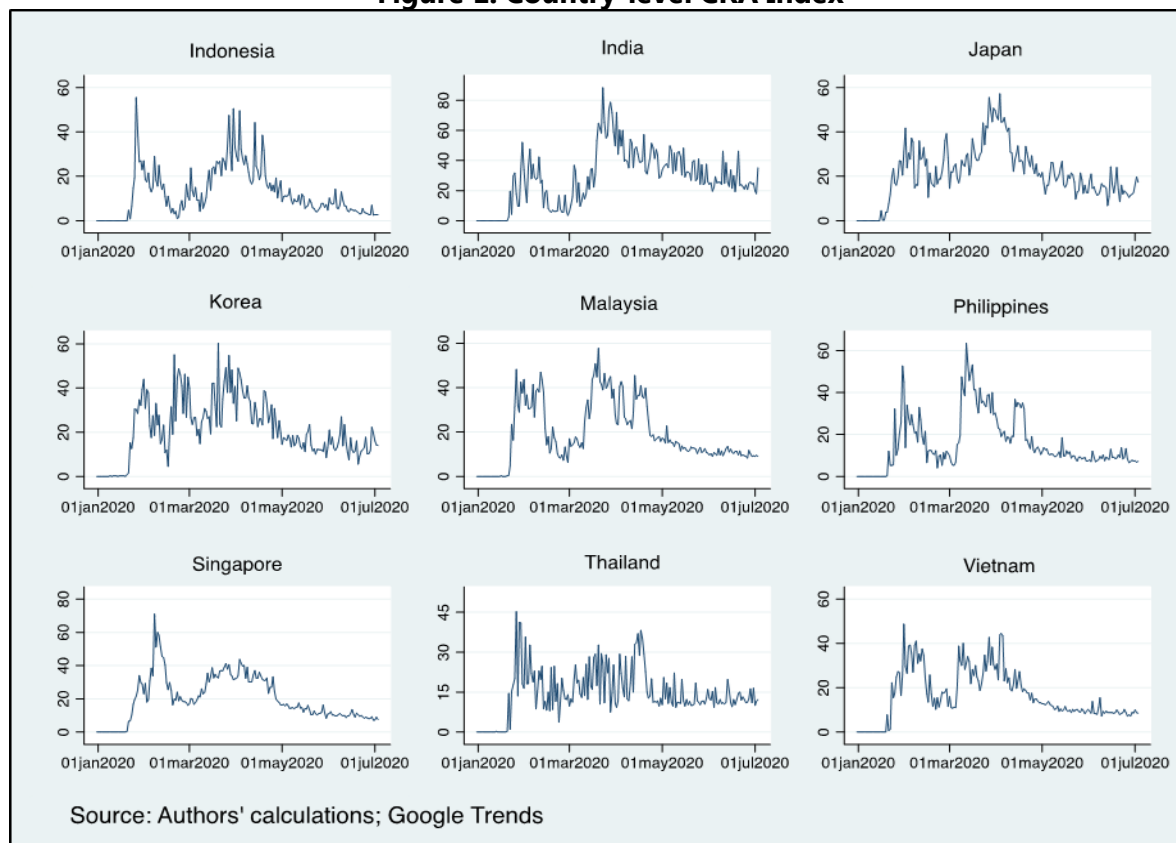 Indonesia
India
Japan
60
40
20
0
01jan2020 01mar2020 01may2020 01jul2020
80
60
40
20
0
01jan2020 01mar2020 01may2020 01jul2020
60
40
20
0
01jan2020 01mar2020 01may2020 01jul2020
Korea
Malaysia
Philippines
60
40
20
0
01jan2020 01mar2020 01may2020 01jul2020
60
40
20
0
01jan2020 01mar2020 01may2020 01jul2020
60
40
20
0
01jan2020 01mar2020 01may2020 01jul2020
Singapore
Thailand
Vietnam
80
60
40
20
0
01jan2020 01mar2020 01may2020 01jul2020
45
30
15
0
01jan2020 01mar2020 01may2020 01jul2020
60
40
20
0
01jan2020 01mar2020 01may2020 01jul2020
Source: Authors' calculations; Google Trends